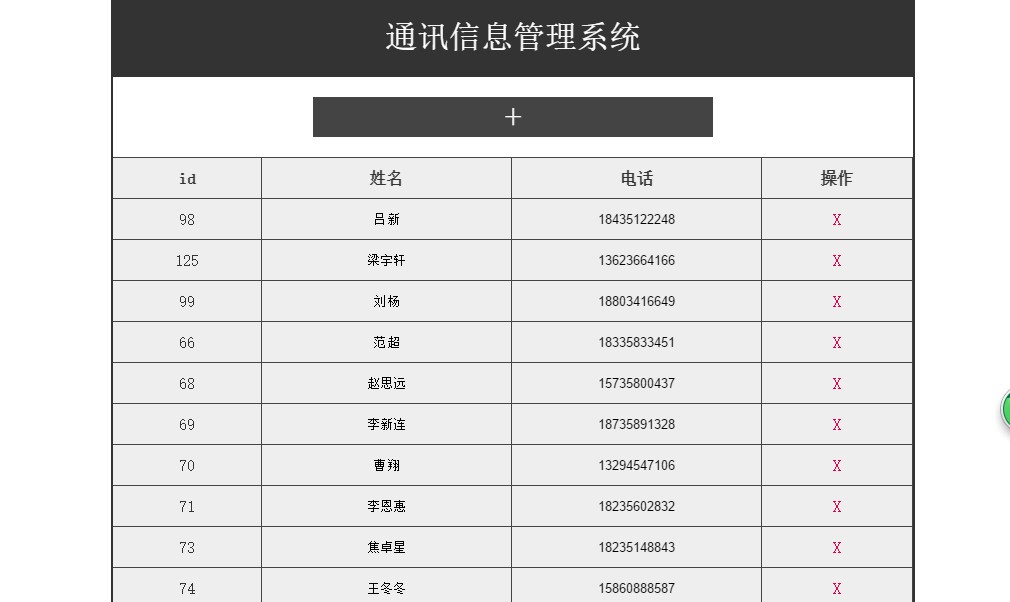 通讯信息管理系统
+
id 姓名 电话 操作
98 吕新 18435122248 X
125 梁宇轩 13623664166 X
99 刘杨 18803416649 X
66 范超 18335833451 X
68 赵思远 15735800437 X
69 李新连 18735891328 X
70 曹翔 13294547106 X
71 李恩惠 18235602832 X
73 焦卓星 18235148843 X
74 王冬冬 15860888587 X